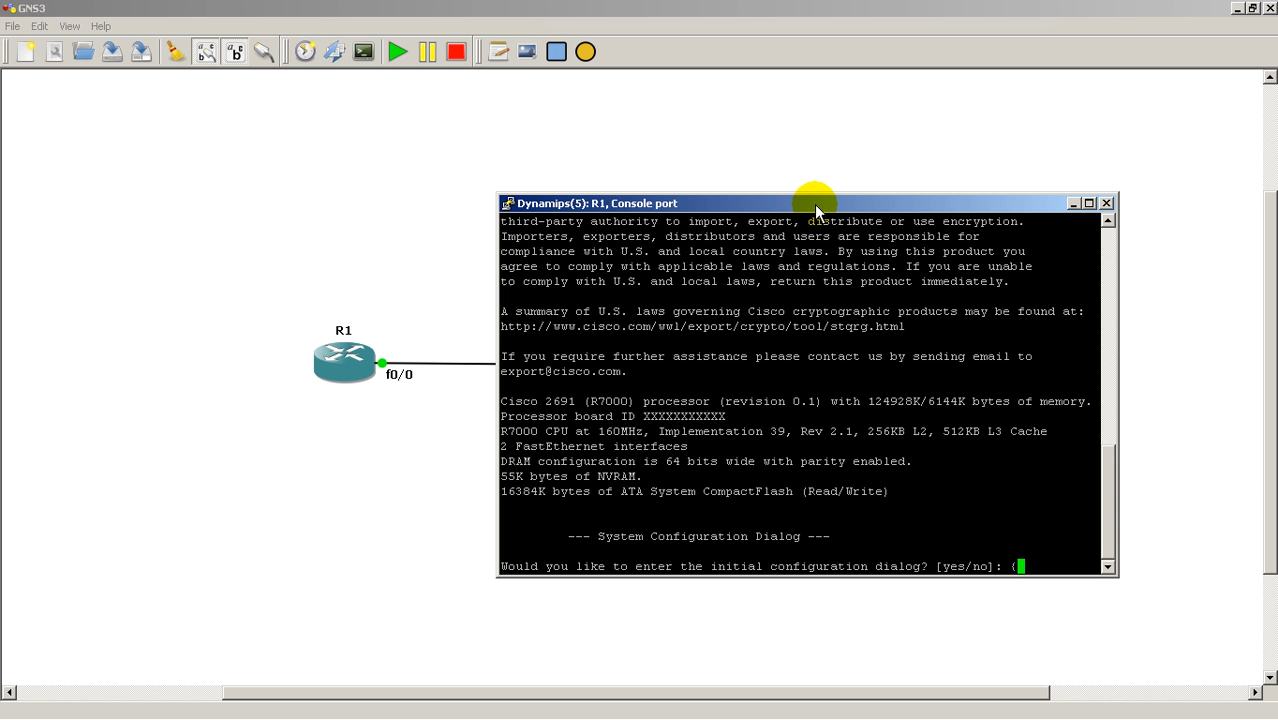 GNS3
File Edit View Help
Dynamips(5): R1, Console port
third-party authority to import, export, distribute or use encryption.
Importers, exporters, distributors and users are responsible for
compliance with U.S. and local country laws. By using this product you
agree to comply with applicable laws and regulations. If you are unable
to comply with U.S. and local laws, return this product immediately.
A summary of U.S. laws governing Cisco cryptographic products may be found at:
http://www.cisco.com/wwl/export/crypto/tool/stqrg.html
If you require further assistance please contact us by sending email to
export@cisco.com.
Cisco 2691 (R7000) processor (revision 0.1) with 124928K/6144K bytes of memory.
Processor board ID XXXXXXXXXXX
R7000 CPU at 160MHz, Implementation 39, Rev 2.1, 256KB L2, 512KB L3 Cache
2 FastEthernet interfaces
DRAM configuration is 64 bits wide with parity enabled.
55K bytes of NVRAM.
16384K bytes of ATA System CompactFlash (Read/Write)
--- System Configuration Dialog ---
Would you like to enter the initial configuration dialog? [yes/no]: {
R1
f0/0